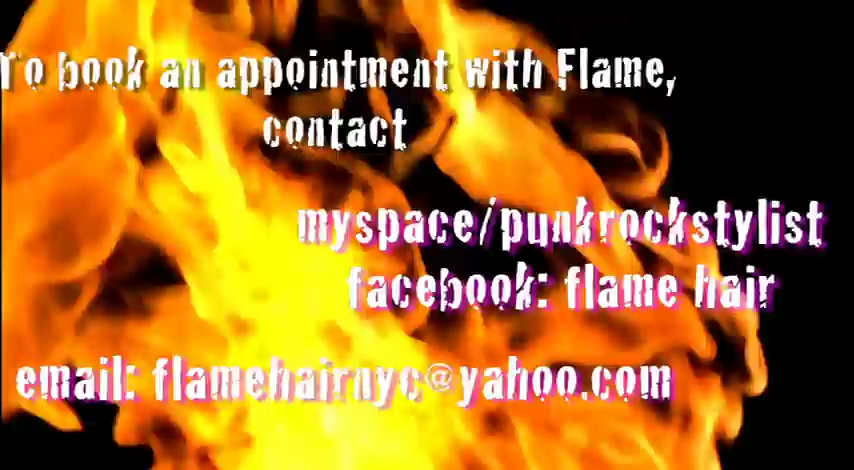 To book an appointment with Flame,
contact
myspace/punkrockstylist
facebook: flame hair
email: flamehairnyc@yahoo.com